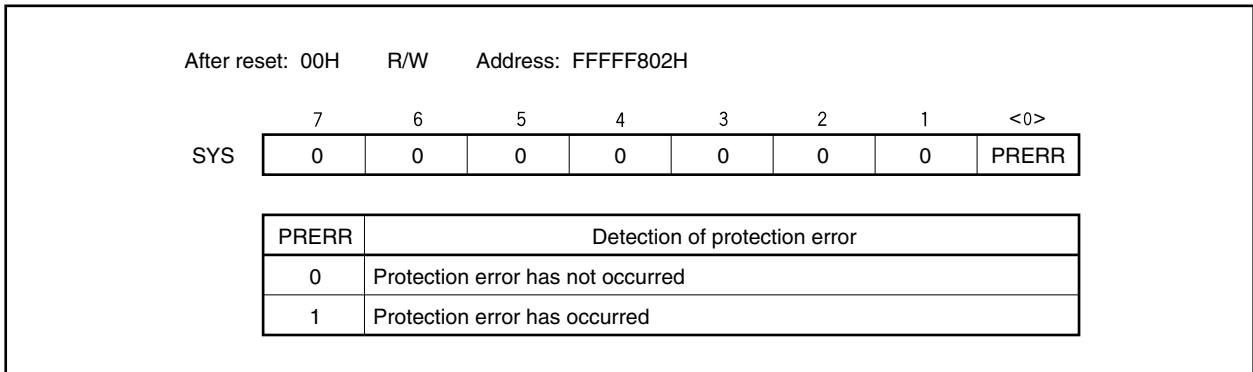 After reset: 00H R/W Address: FFFFF802H
7 6 5 4 3 2 1 <0>
SYS 0 0 0 0 0 0 0 PRERR
PRERR Detection of protection error
0 Protection error has not occurred
1 Protection error has occurred